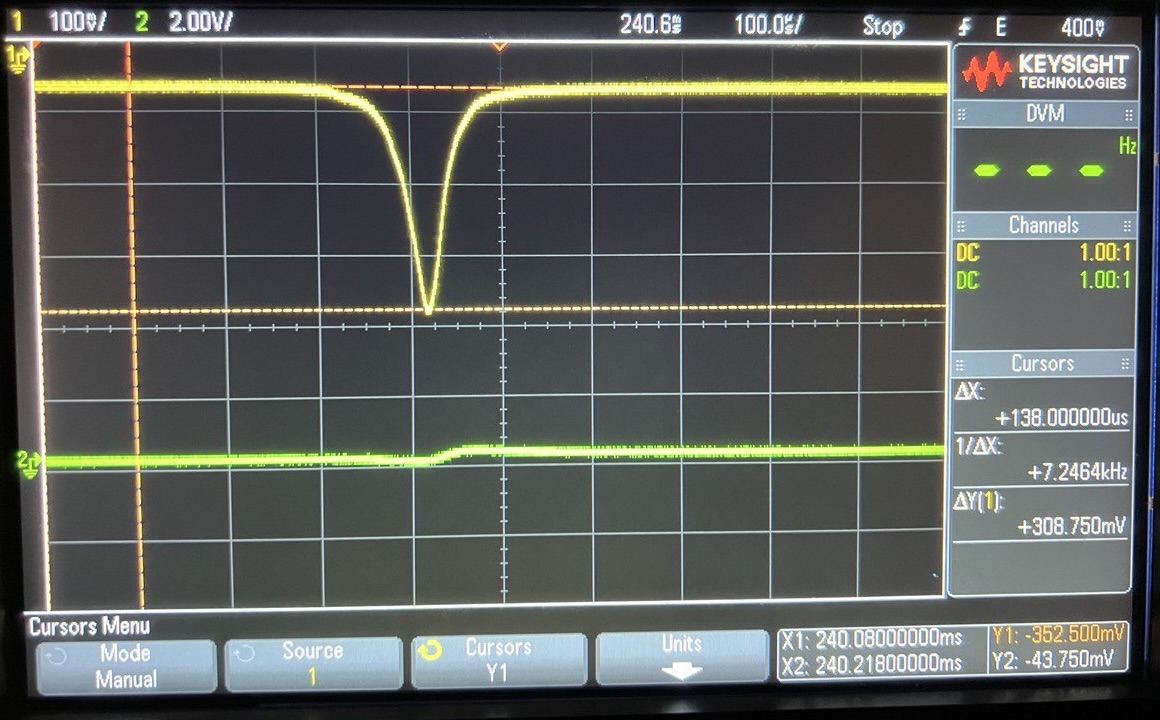 1 100mV/ 2 2.00V/ 240.6ms 100.0us/ Stop E 400mV
1
KEYSIGHT
TECHNOLOGIES
DVM
Hz
- - -
Channels
DC 1.00:1
DC 1.00:1
Cursors
ΔX:
+138.000000us
1/ΔX:
+7.2464kHz
ΔY(1):
+308.750mV
2
Cursors Menu
Mode
Manual
Source
1
Cursors
Y1
Units
X1: 240.08000000ms
X2: 240.21800000ms
Y1: -352.500mV
Y2: -43.750mV